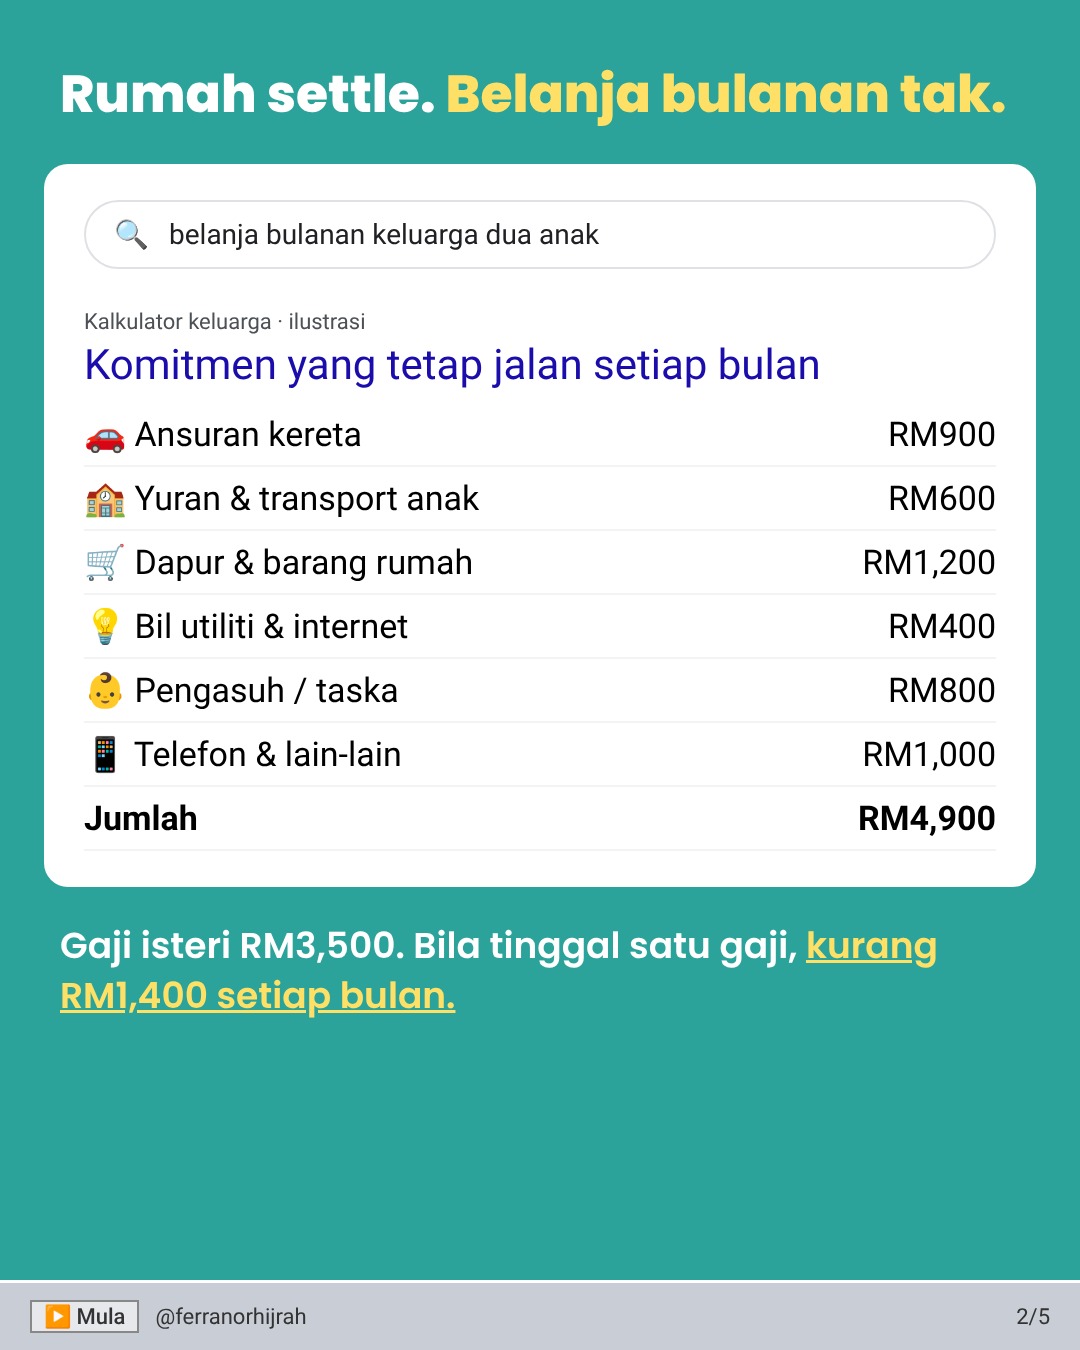 Rumah settle. Belanja bulanan tak.
🔍 belanja bulanan keluarga dua anak
Kalkulator keluarga · ilustrasi
Komitmen yang tetap jalan setiap bulan
🚗 Ansuran kereta RM900
🏫 Yuran & transport anak RM600
🛒 Dapur & barang rumah RM1,200
💡 Bil utiliti & internet RM400
👶 Pengasuh / taska RM800
📱 Telefon & lain-lain RM1,000
Jumlah RM4,900
Gaji isteri RM3,500. Bila tinggal satu gaji, kurang
RM1,400 setiap bulan.
▶️ Mula @ferranorhijrah 2/5